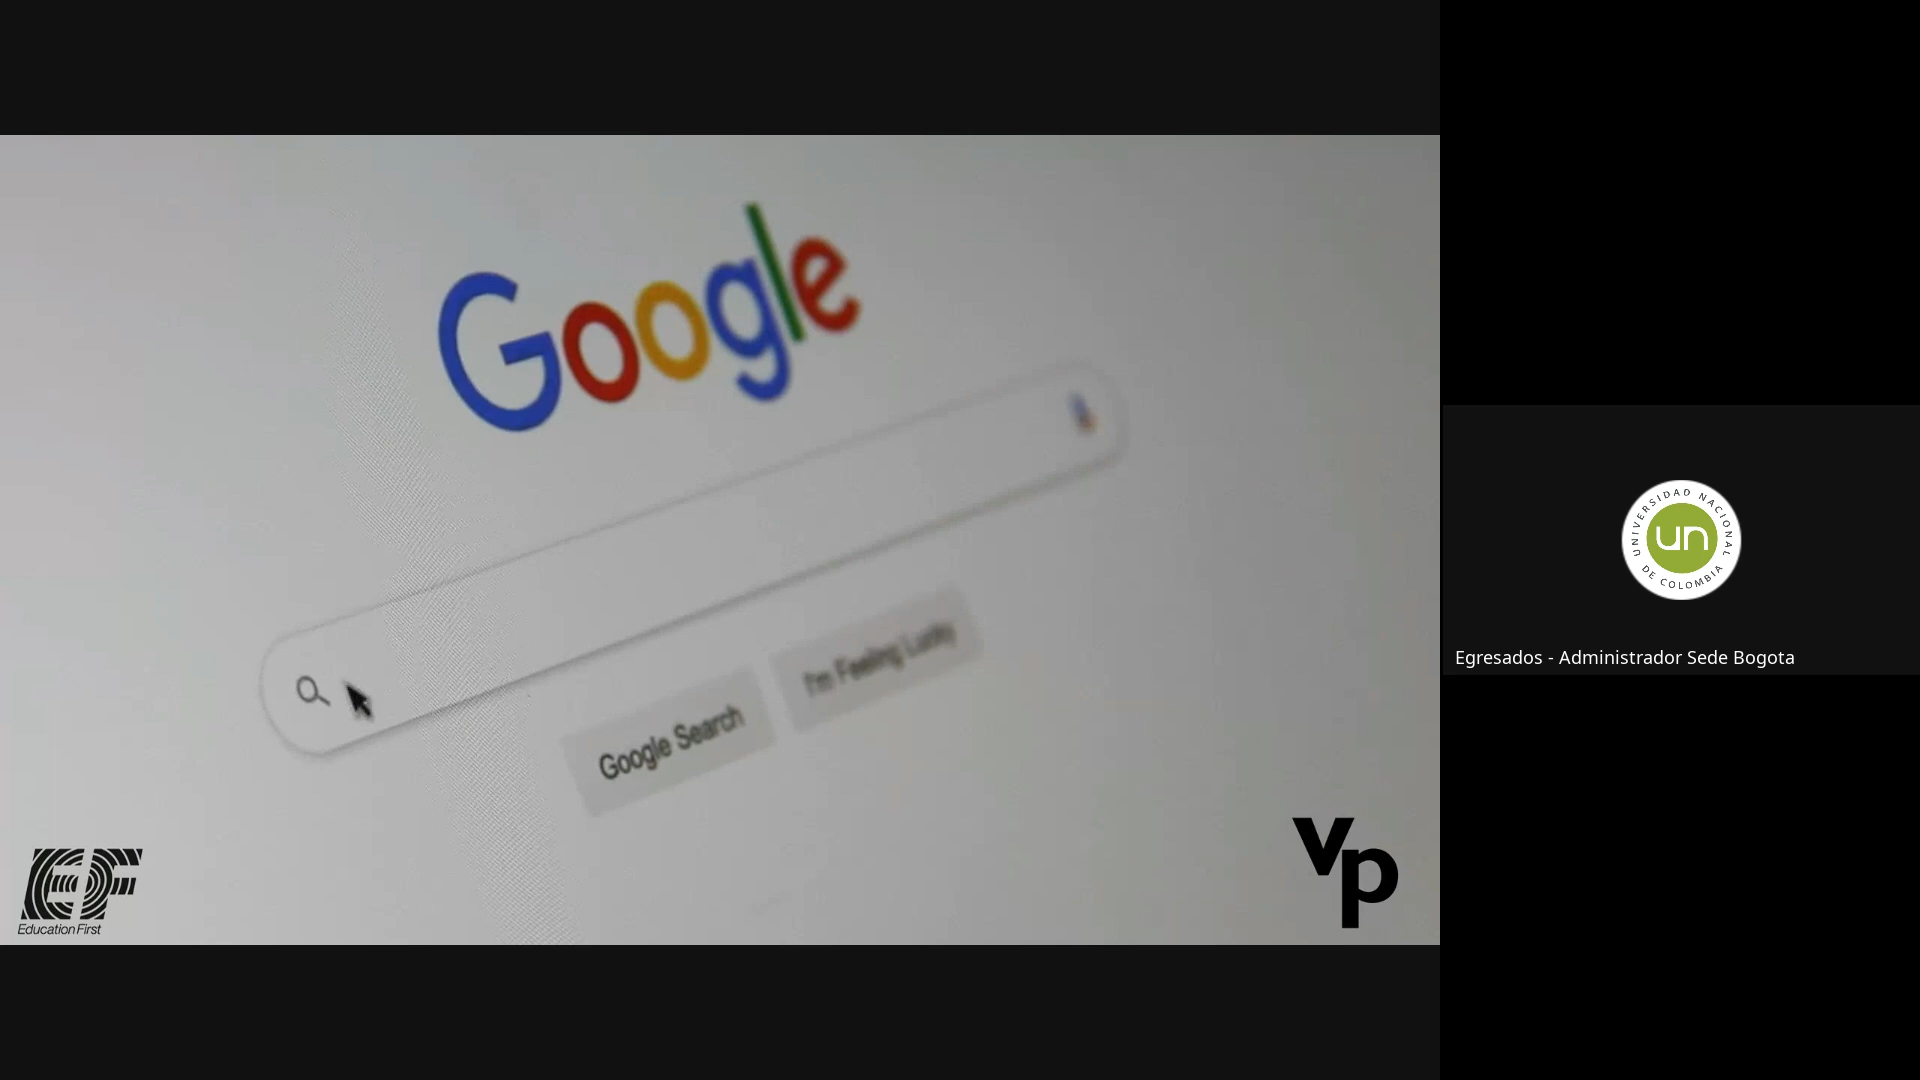 Google
Google Search
I'm Feeling Lucky
EF
Education First
vp
UNIVERSIDAD NACIONAL
DE COLOMBIA
un
Egresados - Administrador Sede Bogota